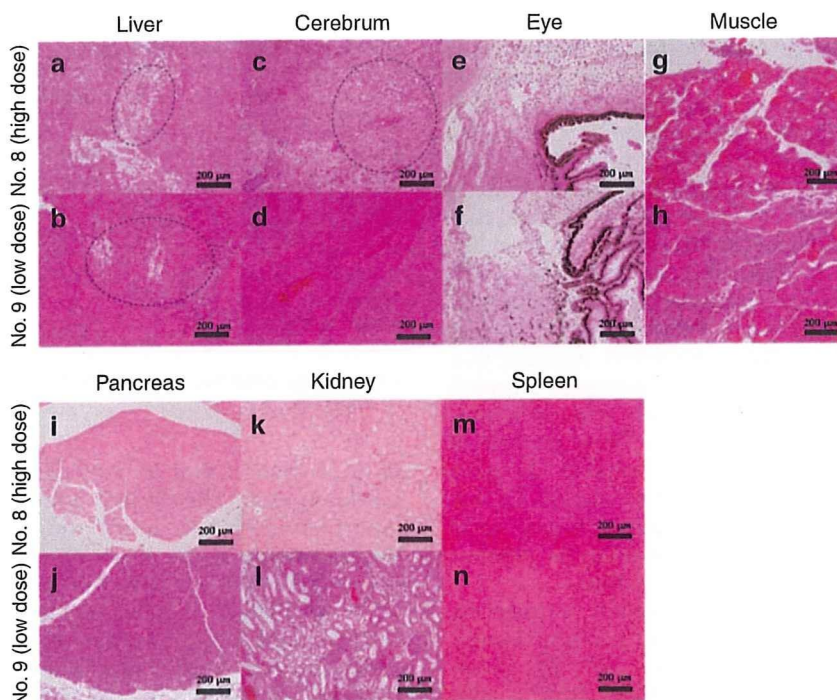 Liver Cerebrum Eye Muscle
No. 8 (high dose)
a c e g
200 µm 200 µm 200 µm 200 µm
No. 9 (low dose)
b d f h
200 µm 200 µm 200 µm 200 µm
Pancreas Kidney Spleen
No. 8 (high dose)
i k m
200 µm 200 µm 200 µm
No. 9 (low dose)
j l n
200 µm 200 µm 200 µm